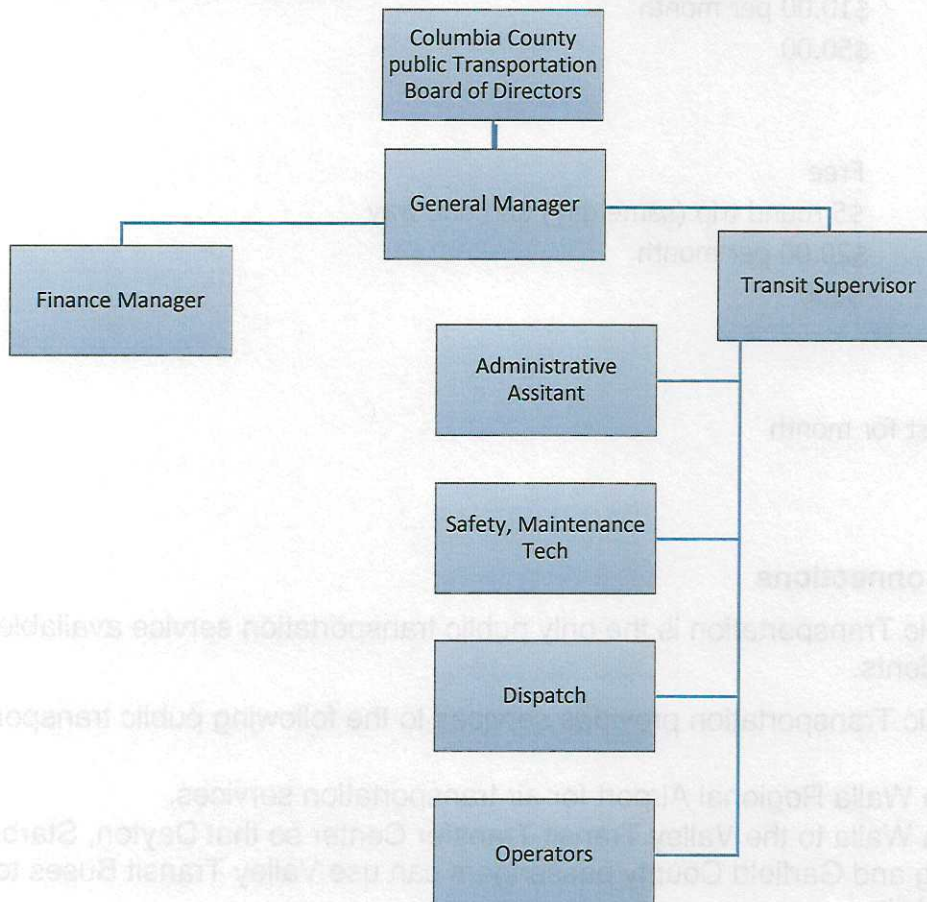 $10.00 per month
$50.00
Columbia County
public Transportation
Board of Directors
General Manager
Free
$20.00 per month
Finance Manager
Transit Supervisor
Administrative
Assitant
t for month
Safety, Maintenance
Tech
onnections
ic Transportation is the only public transportation service available
dents.
Dispatch
ic Transportation provides services to the following public transpor
Walla Regional Airport for air transportation services.
Walla to the Valley Transit Transfer Center so that Dayton, Starb
Operators
g and Garfield County passengers can use Valley Transit Buses to